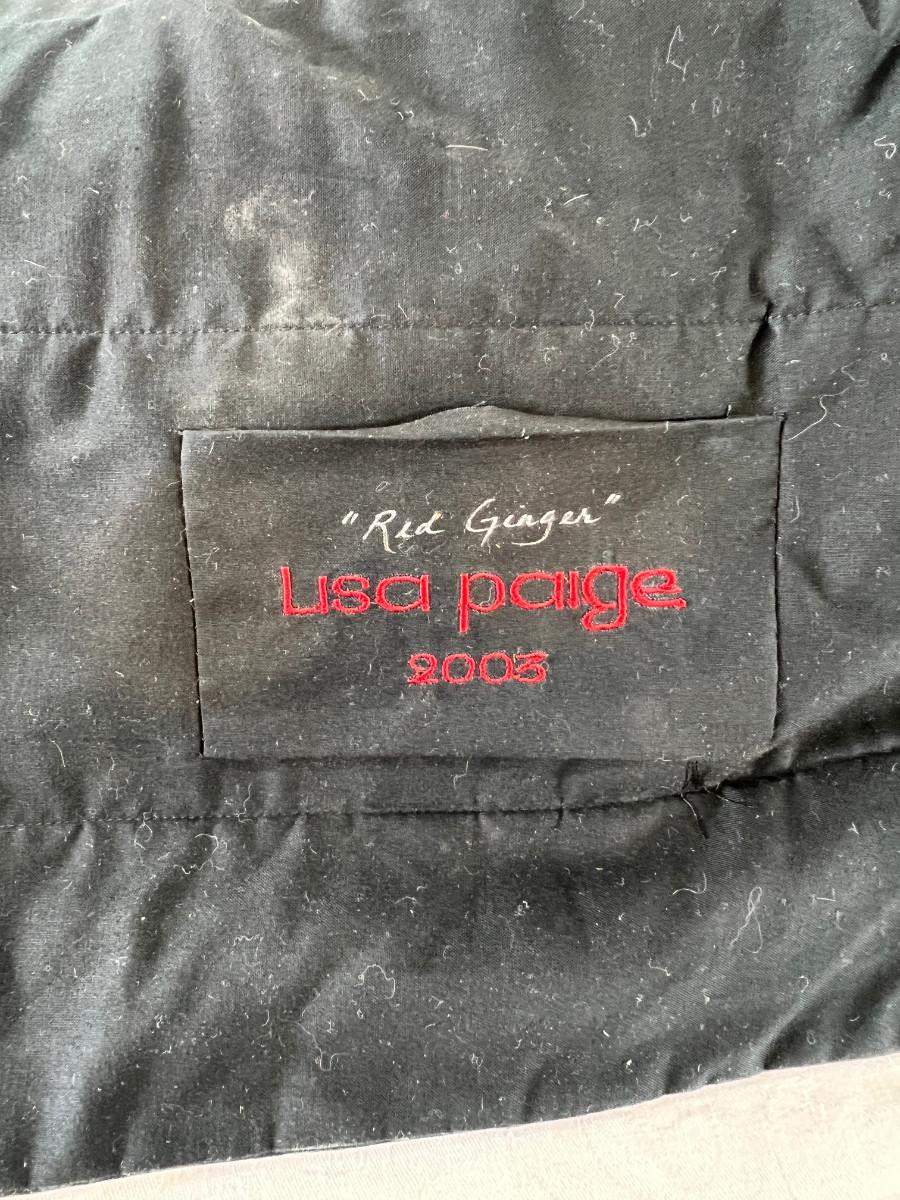 "Red Ginger"
Lisa paige
2003